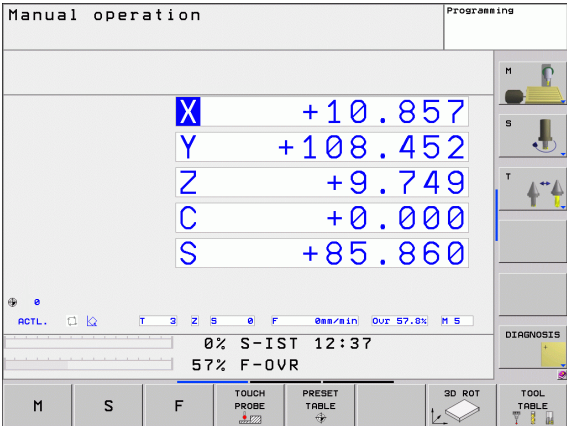 Manual operation
Programming
M
X +10.857
S
Y +108.452
Z +9.749
T
C +0.000
S +85.860
0
ACTL. T 3 Z S 0 F 0mm/min Ovr 57.8% M 5
0% S-IST 12:37
DIAGNOSIS
57% F-OVR
M
S
F
TOUCH
PROBE
PRESET
TABLE
3D ROT
TOOL
TABLE